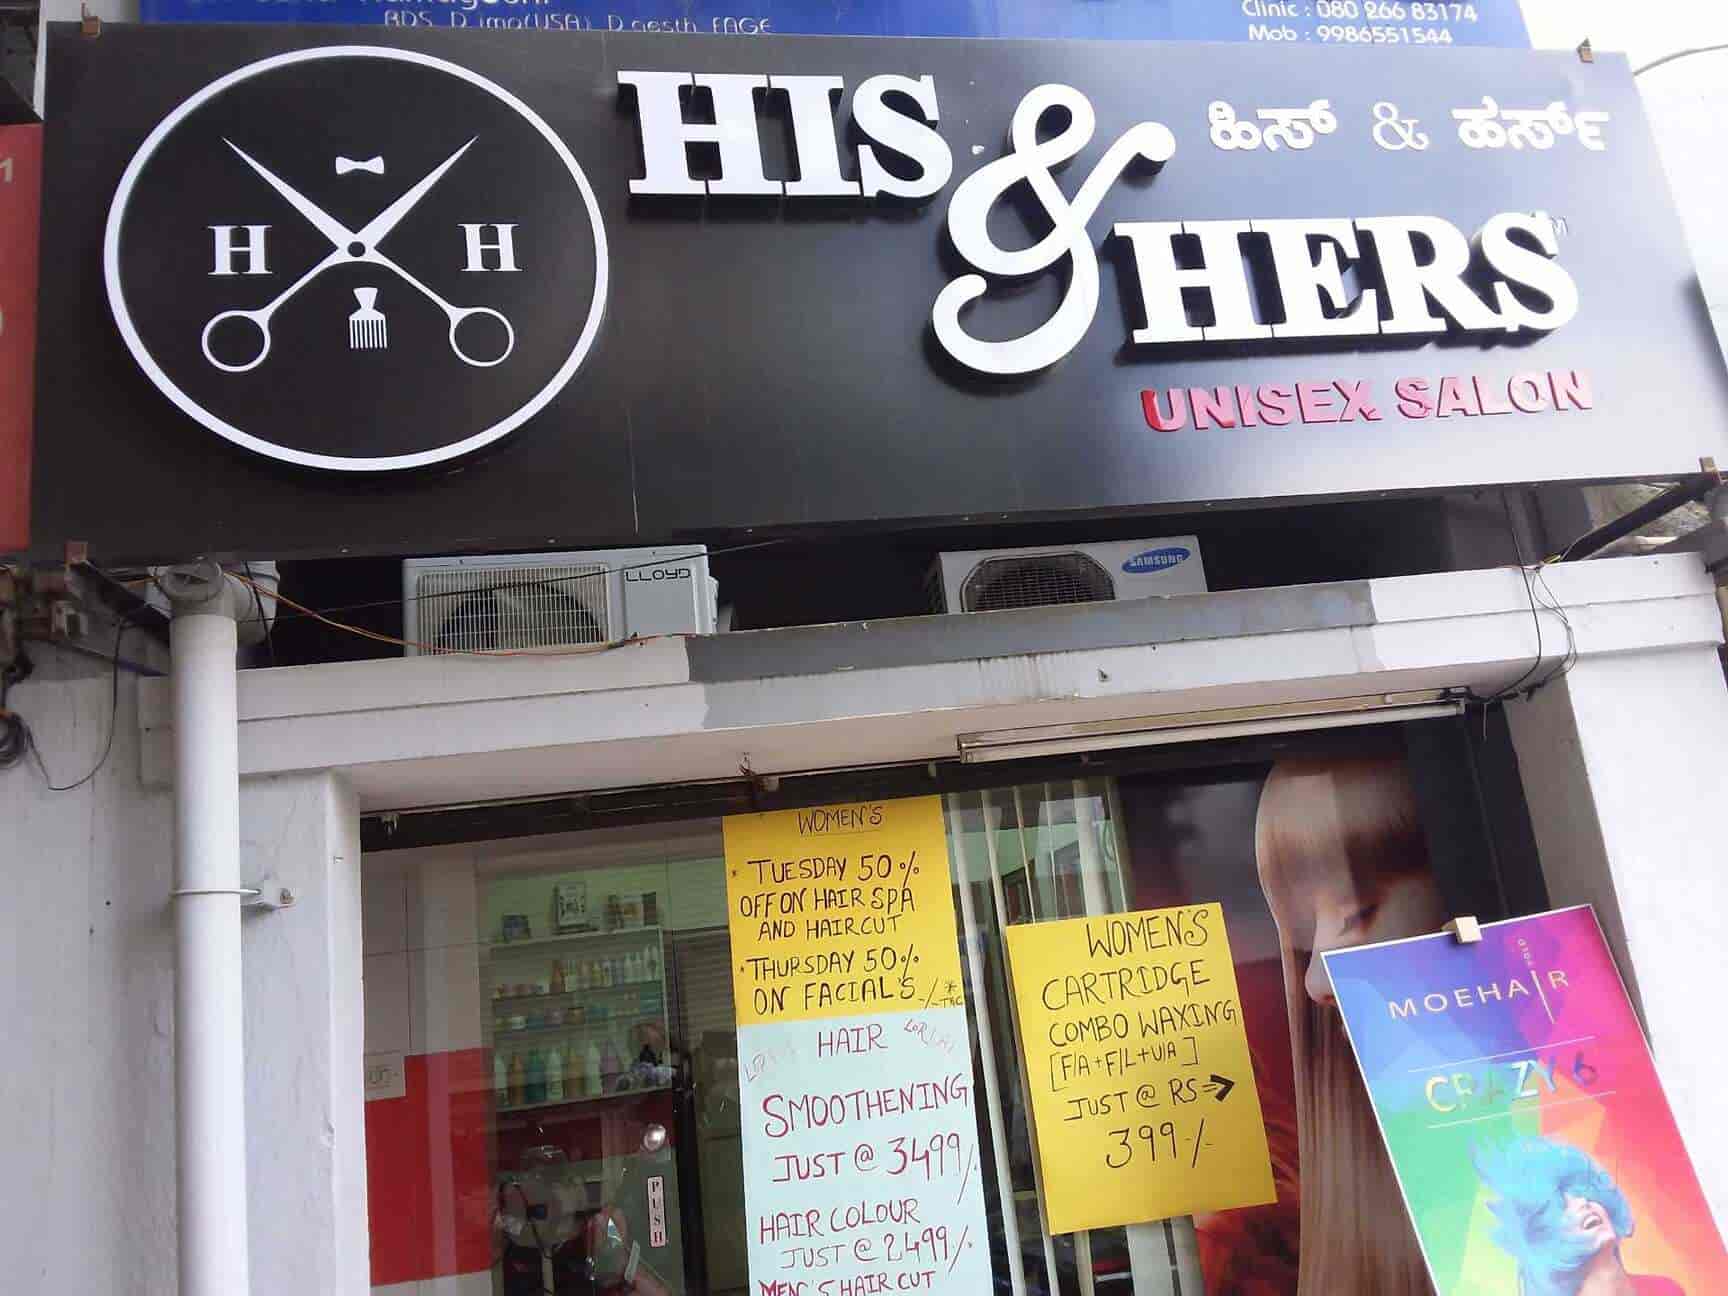 Clinic : 080 266 83174
Mob : 9986551544
HIS & HERS
ಹಿಸ್ & ಹರ್ಸ್
H H
UNISEX SALON
LLOYD
SAMSUNG
WOMEN'S
* TUESDAY 50%
OFF ON HAIR SPA
AND HAIRCUT
* THURSDAY 50%
ON FACIAL'S
HAIR
SMOOTHENING
JUST @ 3499/-
HAIR COLOUR
JUST @ 2499/-
MEN'S HAIR CUT
WOMEN'S
CARTRIDGE
COMBO WAXING
[F/A+F/L+U/A]
JUST @ RS →
399-/-
PUSH
MOEHAIR
CRAZY 6